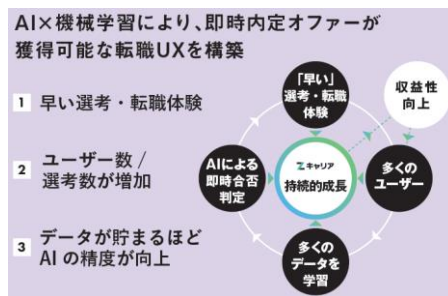 AI×機械学習により、即時内定オファーが
獲得可能な転職UXを構築
1 早い選考・転職体験
2 ユーザー数 /
選考数が増加
3 データが貯まるほど
AIの精度が向上
「早い」
選考・転職
体験
収益性
向上
AIによる
即時合否
判定
Zキャリア
持続的成長
多くの
ユーザー
多くの
データを
学習